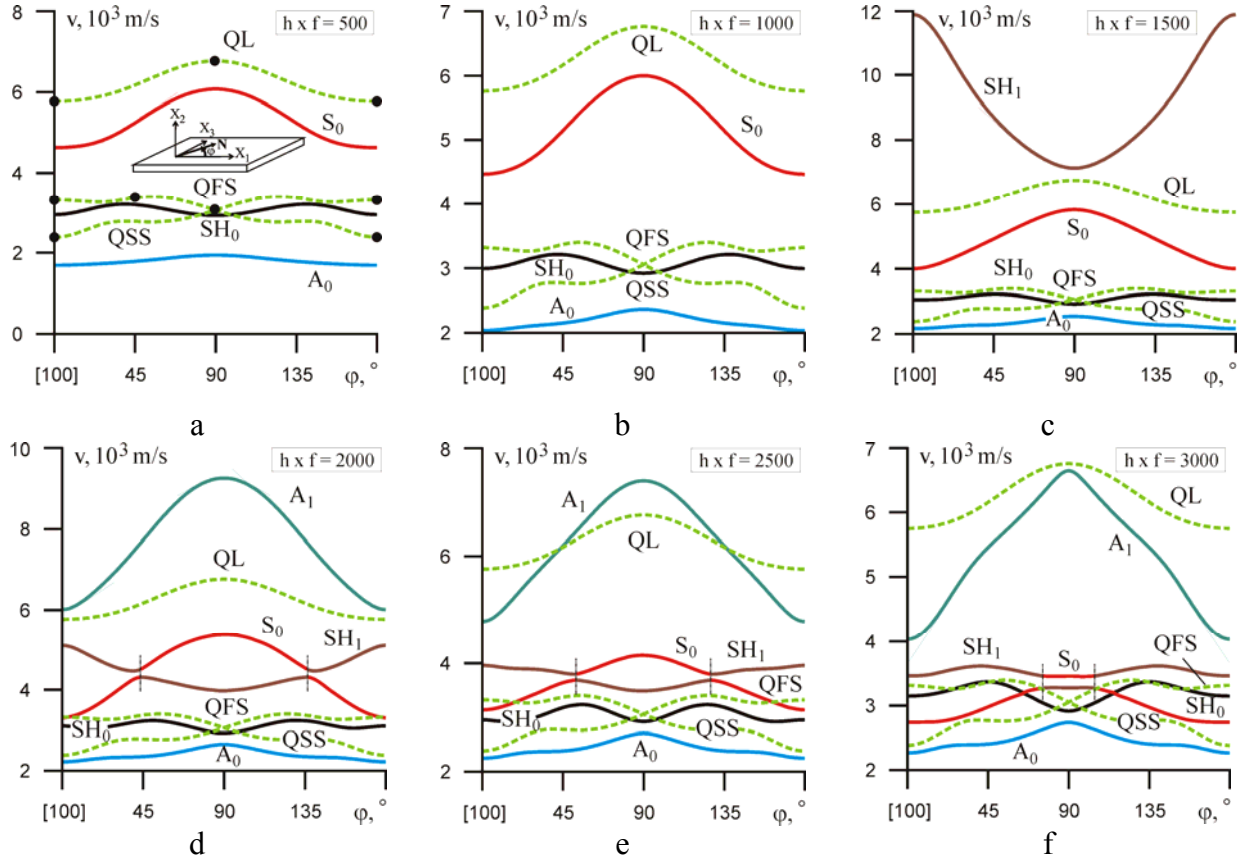 8
v, 10³ m/s
h x f = 500
QL
6
S₀
X₂
X₃
N
φ
X₁
4
QFS
QSS
SH₀
2
A₀
0
[100] 45 90 135 φ, °
a
8
v, 10³ m/s
h x f = 1000
7
QL
6
S₀
5
4
QFS
3
SH₀
QSS
A₀
2
[100] 45 90 135 φ, °
b
12
v, 10³ m/s
h x f = 1500
10
SH₁
8
QL
6
S₀
4
SH₀
QFS
A₀
QSS
2
[100] 45 90 135 φ, °
c
10
v, 10³ m/s
h x f = 2000
A₁
8
QL
6
S₀
SH₁
4
QFS
SH₀
QSS
A₀
2
[100] 45 90 135 φ, °
d
8
v, 10³ m/s
h x f = 2500
A₁
QL
6
S₀
SH₁
4
QFS
SH₀
QSS
A₀
2
[100] 45 90 135 φ, °
e
7
v, 10³ m/s
h x f = 3000
QL
6
A₁
5
4
QFS
SH₁
S₀
3
SH₀
QSS
A₀
2
[100] 45 90 135 φ, °
f